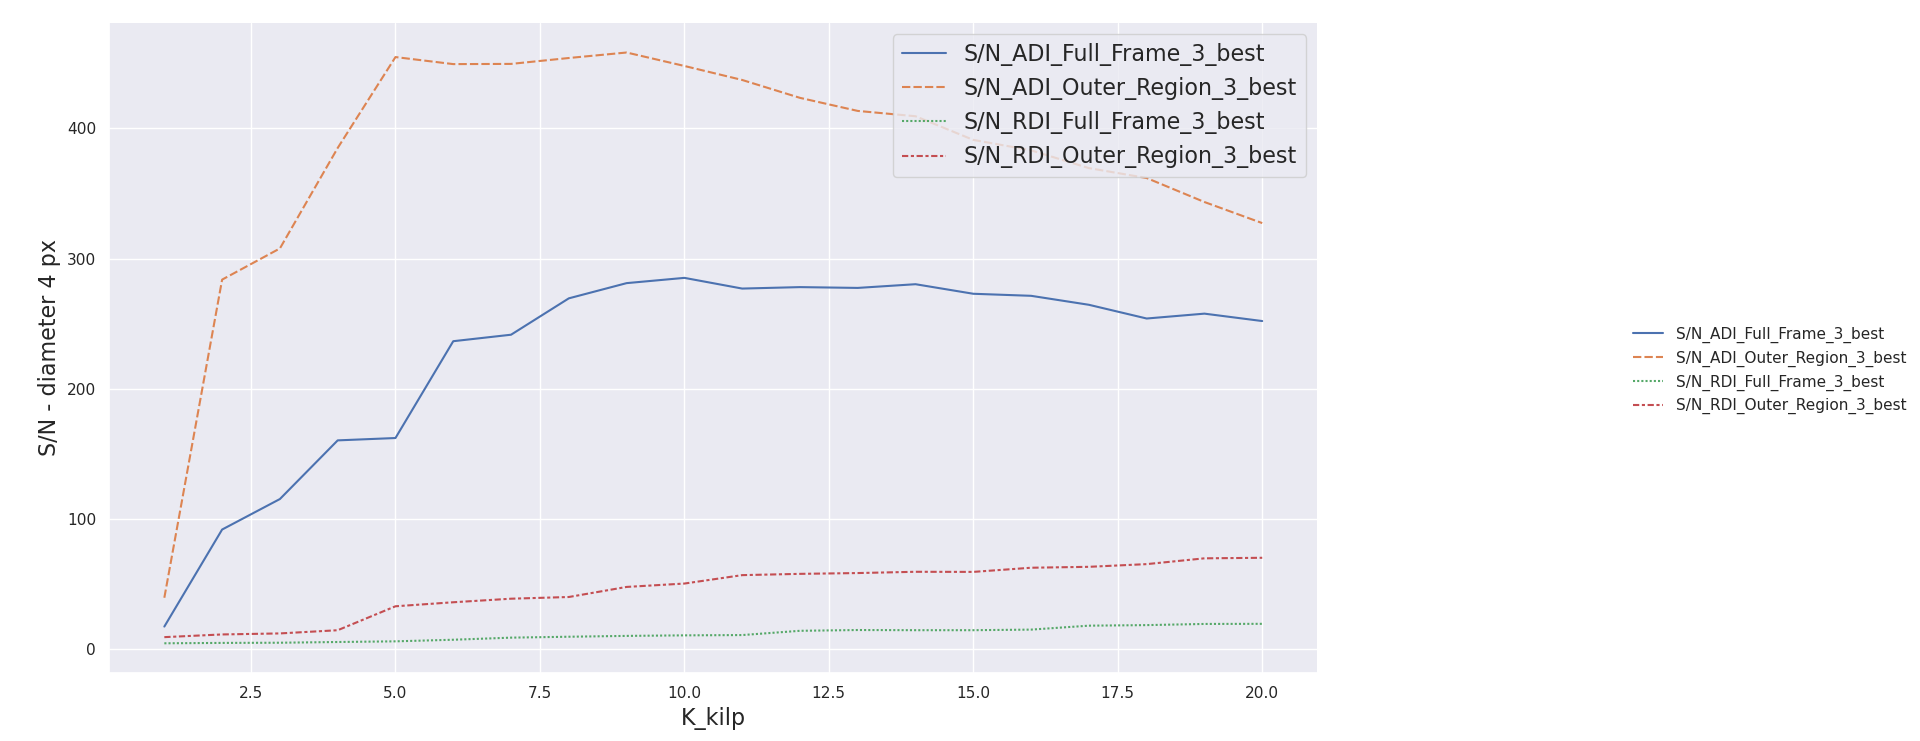 S/N_ADI_Full_Frame_3_best
S/N_ADI_Outer_Region_3_best
S/N_RDI_Full_Frame_3_best
S/N_RDI_Outer_Region_3_best
S/N - diameter 4 px
400
300
200
100
0
2.5
5.0
7.5
10.0
12.5
15.0
17.5
20.0
K_kilp
S/N_ADI_Full_Frame_3_best
S/N_ADI_Outer_Region_3_best
S/N_RDI_Full_Frame_3_best
S/N_RDI_Outer_Region_3_best